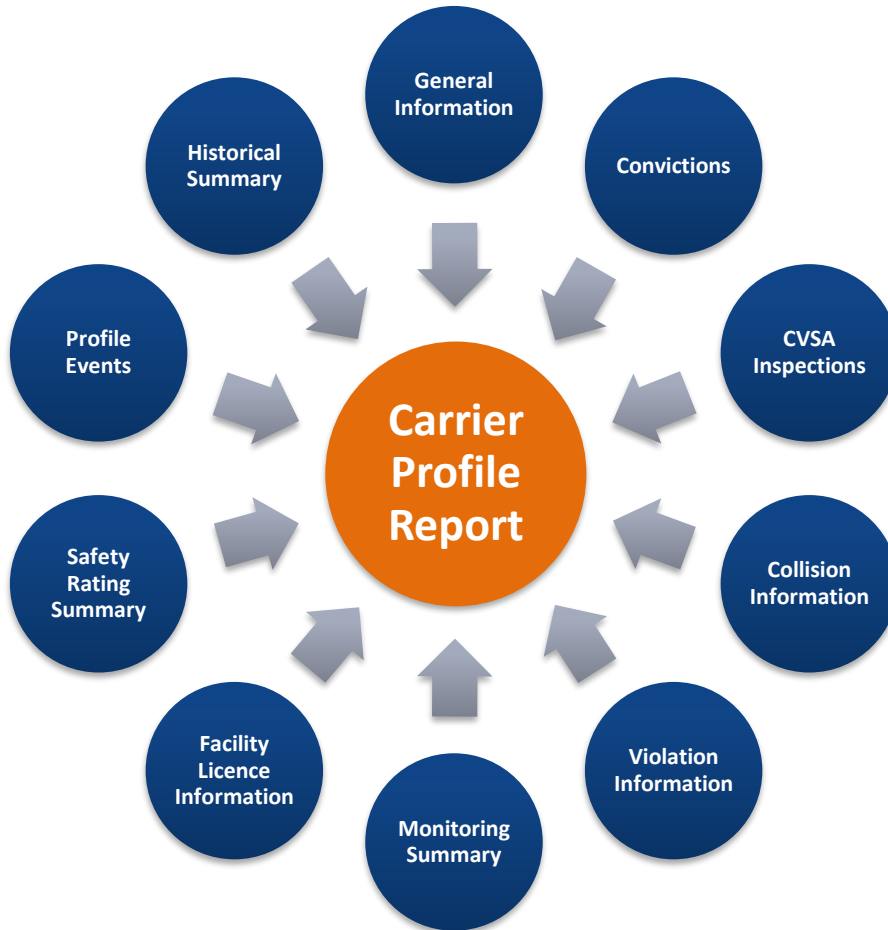 General
Information
Convictions
CVSA
Inspections
Collision
Information
Violation
Information
Monitoring
Summary
Facility
Licence
Information
Safety
Rating
Summary
Profile
Events
Historical
Summary
Carrier
Profile
Report